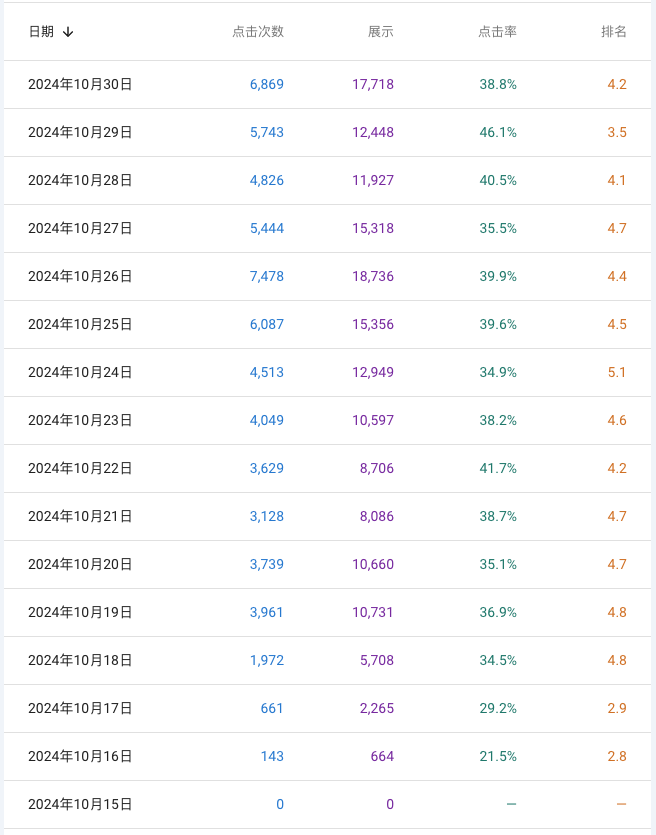 日期 ↓ 点击次数 展示 点击率 排名
2024年10月30日 6,869 17,718 38.8% 4.2
2024年10月29日 5,743 12,448 46.1% 3.5
2024年10月28日 4,826 11,927 40.5% 4.1
2024年10月27日 5,444 15,318 35.5% 4.7
2024年10月26日 7,478 18,736 39.9% 4.4
2024年10月25日 6,087 15,356 39.6% 4.5
2024年10月24日 4,513 12,949 34.9% 5.1
2024年10月23日 4,049 10,597 38.2% 4.6
2024年10月22日 3,629 8,706 41.7% 4.2
2024年10月21日 3,128 8,086 38.7% 4.7
2024年10月20日 3,739 10,660 35.1% 4.7
2024年10月19日 3,961 10,731 36.9% 4.8
2024年10月18日 1,972 5,708 34.5% 4.8
2024年10月17日 661 2,265 29.2% 2.9
2024年10月16日 143 664 21.5% 2.8
2024年10月15日 0 0 — —